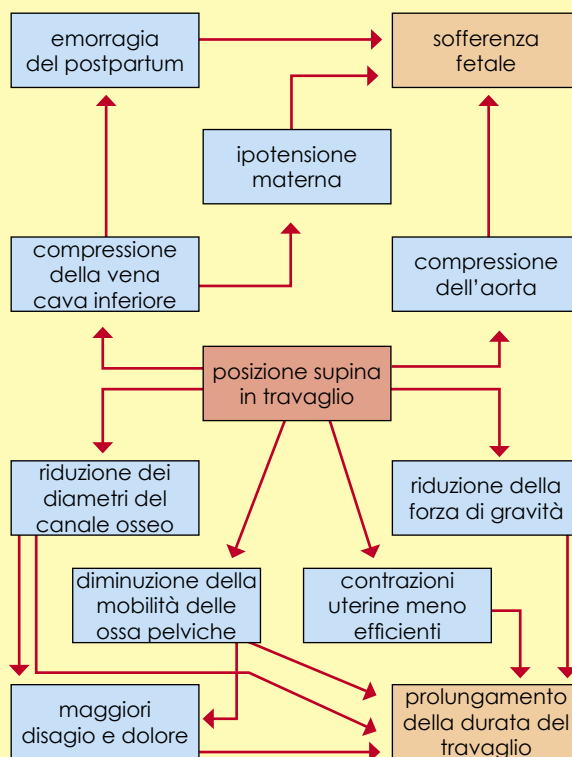 emorragia
del postpartum
sofferenza
fetale
ipotensione
materna
compressione
della vena
cava inferiore
compressione
dell’aorta
posizione supina
in travaglio
riduzione dei
diametri del
canale osseo
riduzione della
forza di gravità
diminuzione della
mobilità delle
ossa pelviche
contrazioni
uterine meno
efficienti
maggiori
disagio e dolore
prolungamento
della durata del
travaglio